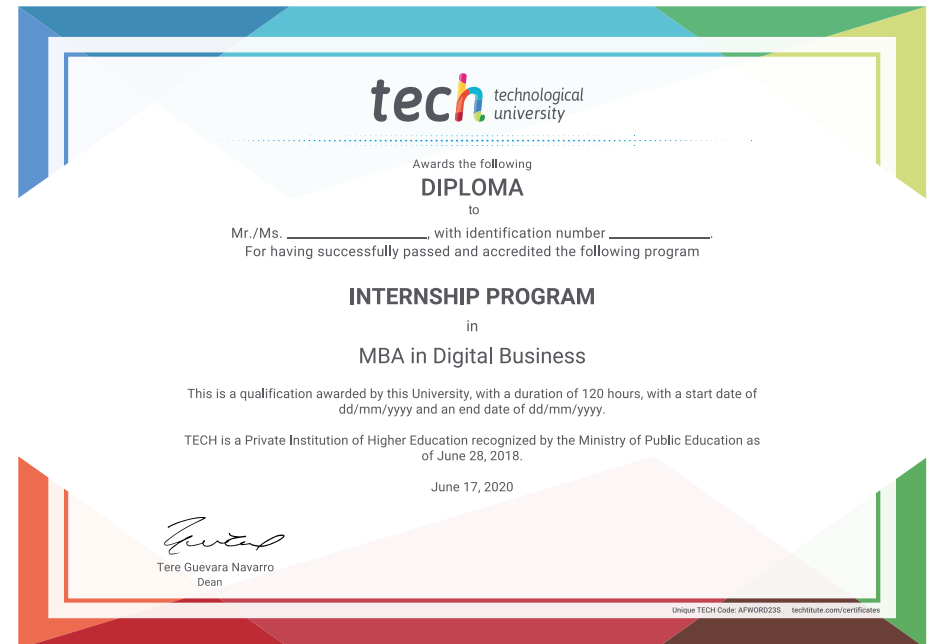 tech technological
university
Awards the following
DIPLOMA
to
Mr./Ms. ____________________, with identification number ______________.
For having successfully passed and accredited the following program
INTERNSHIP PROGRAM
in
MBA in Digital Business
This is a qualification awarded by this University, with a duration of 120 hours, with a start date of
dd/mm/yyyy and an end date of dd/mm/yyyy.
TECH is a Private Institution of Higher Education recognized by the Ministry of Public Education as
of June 28, 2018.
June 17, 2020
Tere Guevara Navarro
Dean
Unique TECH Code: AFWORD23S techtitute.com/certificates